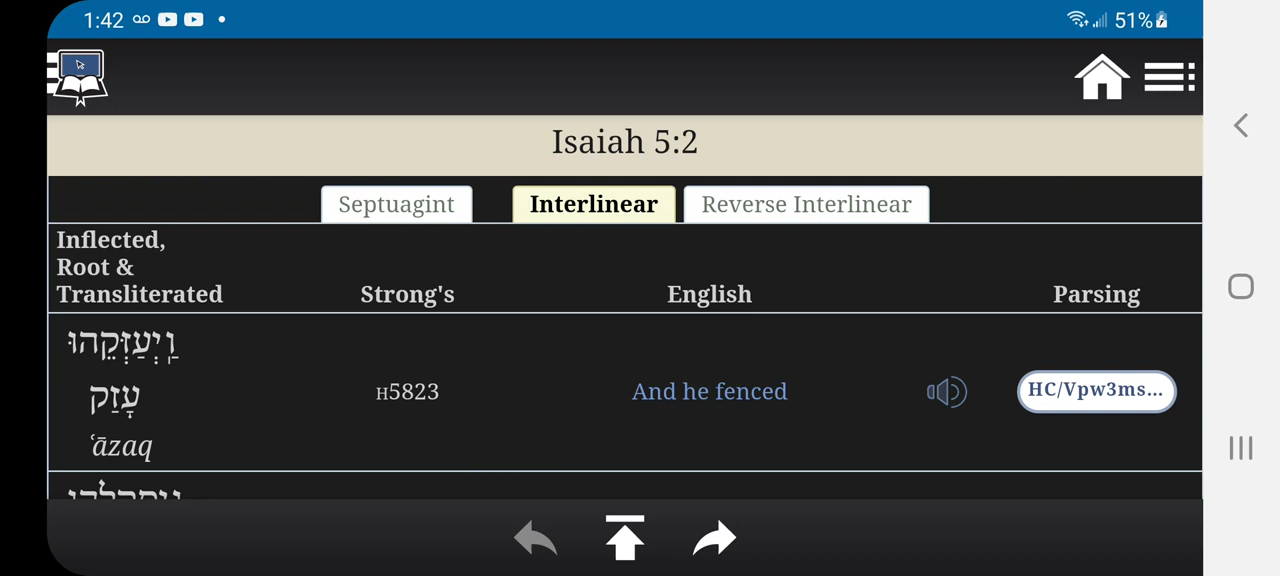 1:42 51%
Isaiah 5:2
Septuagint Interlinear Reverse Interlinear
Inflected,
Root &
Transliterated Strong's English Parsing
וַֽיְעַזְּקֵ֣הוּ
עָזַק H5823 And he fenced HC/Vpw3ms...
ʿāzaq